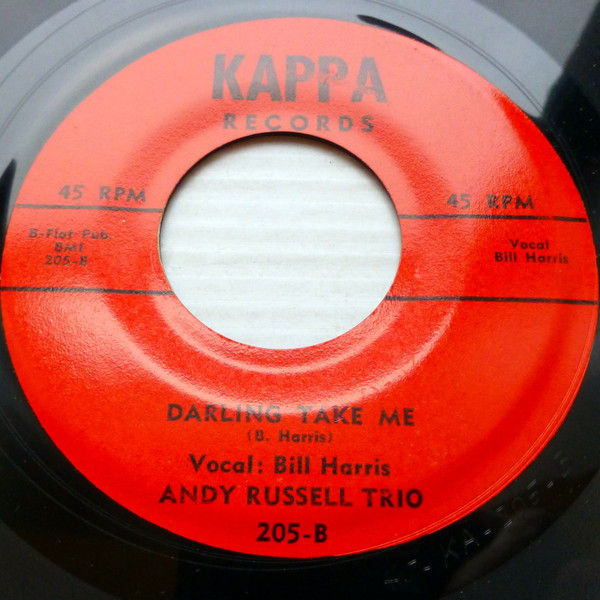 KAPPA
RECORDS
45 RPM
45 RPM
B-Flat Pub.
BMI
205-B
Vocal
Bill Harris
DARLING TAKE ME
(B. Harris)
Vocal: Bill Harris
ANDY RUSSELL TRIO
205-B